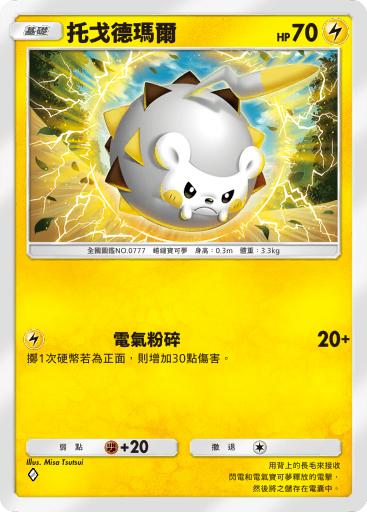 基礎 托戈德瑪爾 HP 70
全國圖鑑NO.0777 蜷縮寶可夢 身高：0.3m 體重：3.3kg
電氣粉碎 20+
擲1次硬幣若為正面，則增加30點傷害。
弱點 +20 撤退
Illus. Misa Tsutsui
用背上的長毛來接收
閃電和電氣寶可夢釋放的電擊，
然後將之儲存在電囊中。